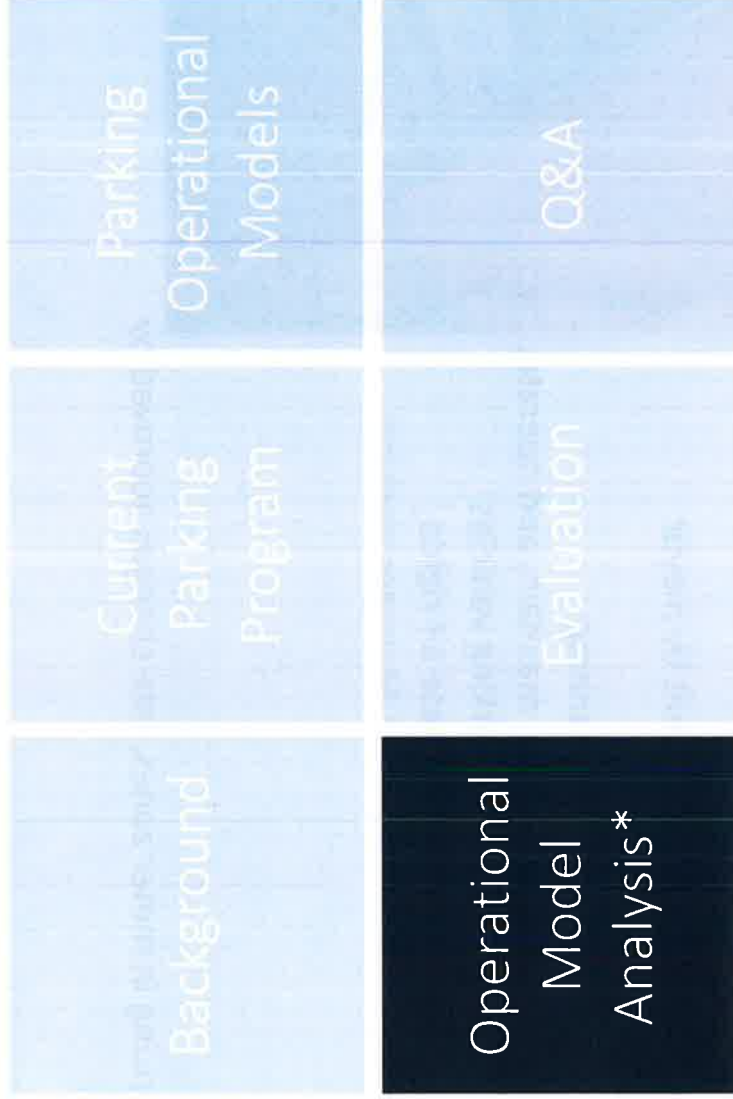 Background
Current
Parking
Program
Parking
Operational
Models
Operational
Model
Analysis*
Evaluation
Q&A